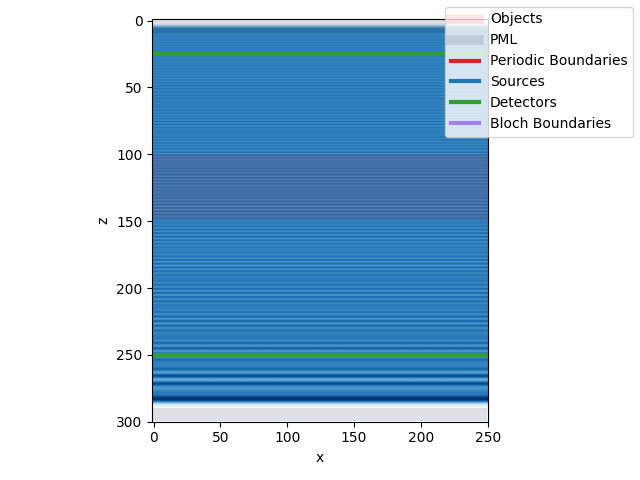 0
50
100
150
200
250
300
z
0
50
100
150
200
250
x
Objects
PML
Periodic Boundaries
Sources
Detectors
Bloch Boundaries